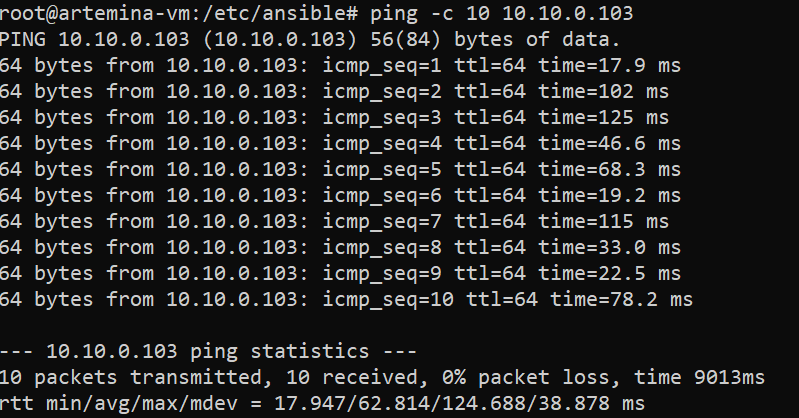 root@artemina-vm:/etc/ansible# ping -c 10 10.10.0.103
PING 10.10.0.103 (10.10.0.103) 56(84) bytes of data.
64 bytes from 10.10.0.103: icmp_seq=1 ttl=64 time=17.9 ms
64 bytes from 10.10.0.103: icmp_seq=2 ttl=64 time=102 ms
64 bytes from 10.10.0.103: icmp_seq=3 ttl=64 time=125 ms
64 bytes from 10.10.0.103: icmp_seq=4 ttl=64 time=46.6 ms
64 bytes from 10.10.0.103: icmp_seq=5 ttl=64 time=68.3 ms
64 bytes from 10.10.0.103: icmp_seq=6 ttl=64 time=19.2 ms
64 bytes from 10.10.0.103: icmp_seq=7 ttl=64 time=115 ms
64 bytes from 10.10.0.103: icmp_seq=8 ttl=64 time=33.0 ms
64 bytes from 10.10.0.103: icmp_seq=9 ttl=64 time=22.5 ms
64 bytes from 10.10.0.103: icmp_seq=10 ttl=64 time=78.2 ms
--- 10.10.0.103 ping statistics ---
10 packets transmitted, 10 received, 0% packet loss, time 9013ms
rtt min/avg/max/mdev = 17.947/62.814/124.688/38.878 ms